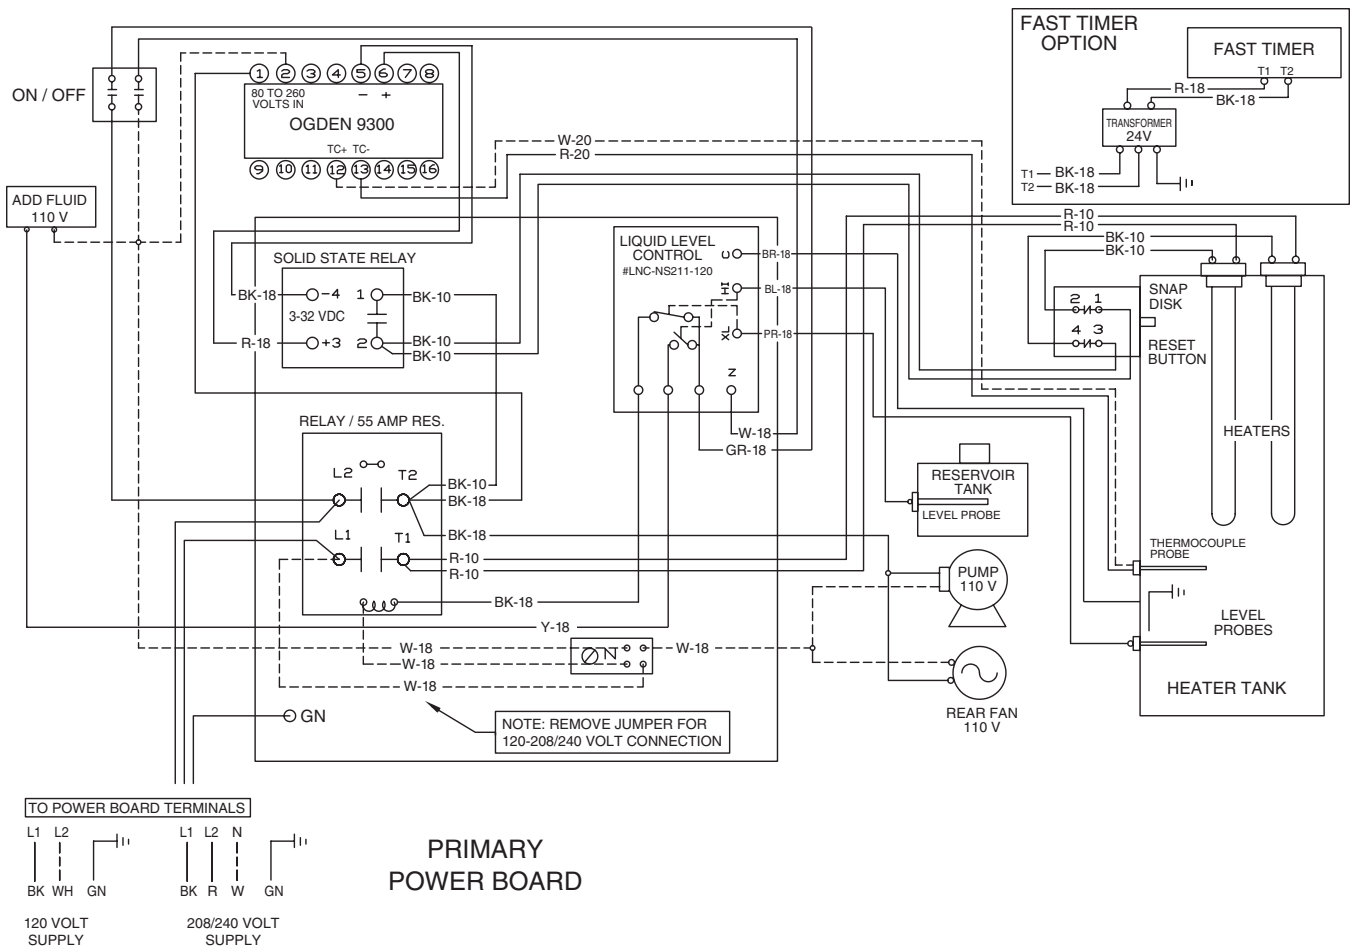 FAST TIMER
OPTION
FAST TIMER
T1 T2
R-18
BK-18
TRANSFORMER
24V
T1 BK-18
T2 BK-18
ON / OFF
1 2 3 4 5 6 7 8
80 TO 260
VOLTS IN
- +
OGDEN 9300
TC+ TC-
9 10 11 12 13 14 15 16
W-20
R-20
ADD FLUID
110 V
R-10
R-10
BK-10
BK-10
SOLID STATE RELAY
BK-18
-4
1
BK-10
3-32 VDC
R-18
+3
2
BK-10
BK-10
LIQUID LEVEL
CONTROL
#LNC-NS211-120
C
BR-18
HI
BL-18
XL
PR-18
N
W-18
GR-18
SNAP
DISK
2 1
4 3
RESET
BUTTON
HEATERS
RELAY / 55 AMP RES.
L2
T2
BK-10
BK-18
BK-18
L1
T1
R-10
R-10
BK-18
Y-18
RESERVOIR
TANK
LEVEL PROBE
THERMOCOUPLE
PROBE
PUMP
110 V
LEVEL
PROBES
W-18
W-18
W-18
N
W-18
HEATER TANK
REAR FAN
110 V
GN
NOTE: REMOVE JUMPER FOR
120-208/240 VOLT CONNECTION
TO POWER BOARD TERMINALS
L1 L2
L1 L2 N
BK WH GN
BK R W GN
120 VOLT
SUPPLY
208/240 VOLT
SUPPLY
PRIMARY
POWER BOARD